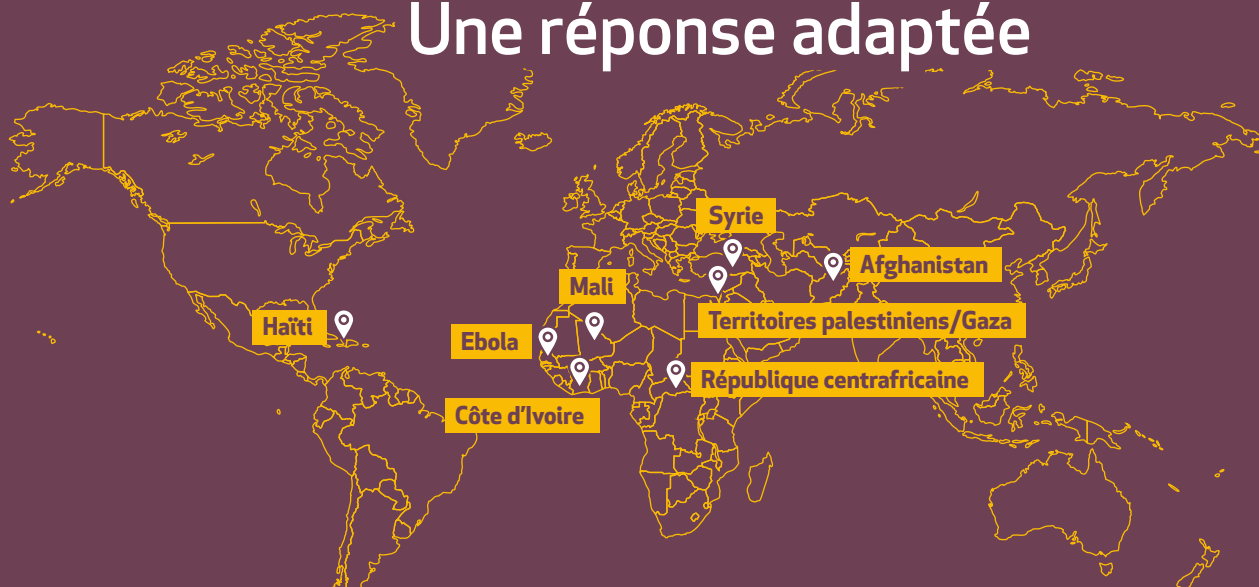 Une réponse adaptée
Syrie
Afghanistan
Mali
Haïti
Territoires palestiniens/Gaza
Ebola
République centrafricaine
Côte d'Ivoire